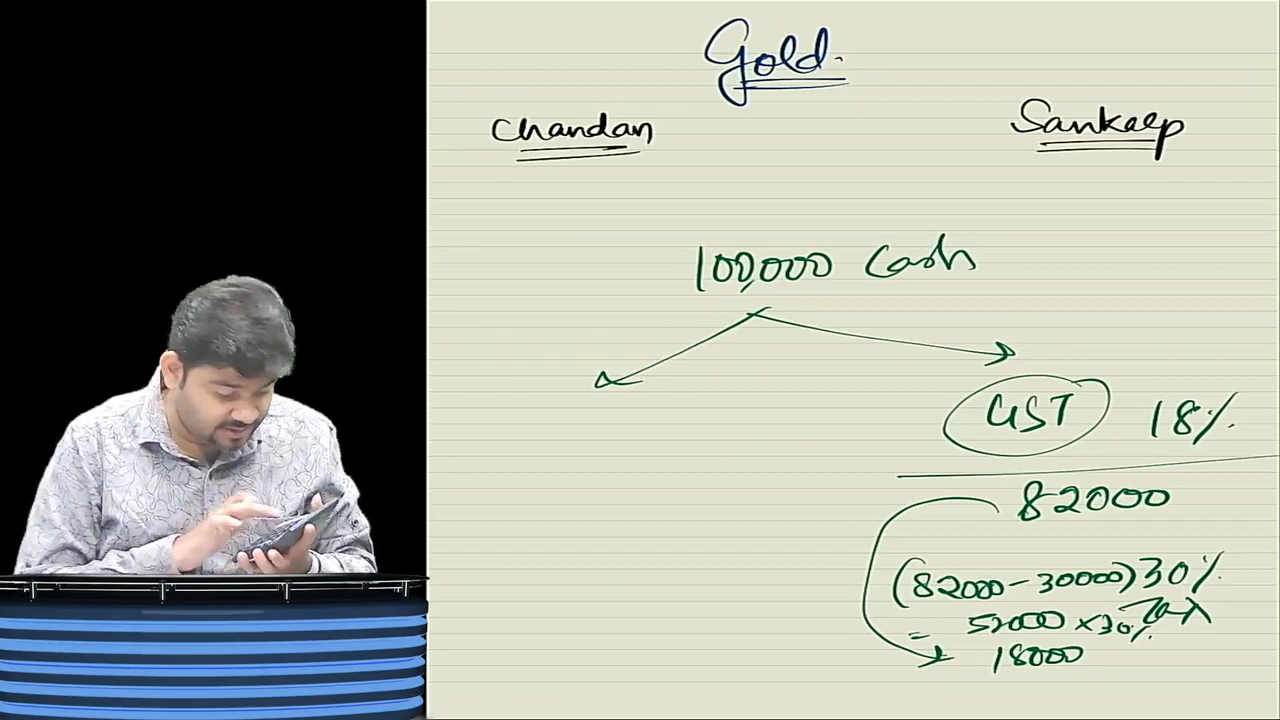 Gold.
Chandan
Sankalp
100,000 Cash
GST 18%
82000
(82000-30000)30%
= 52000 x 30% Tax
18000